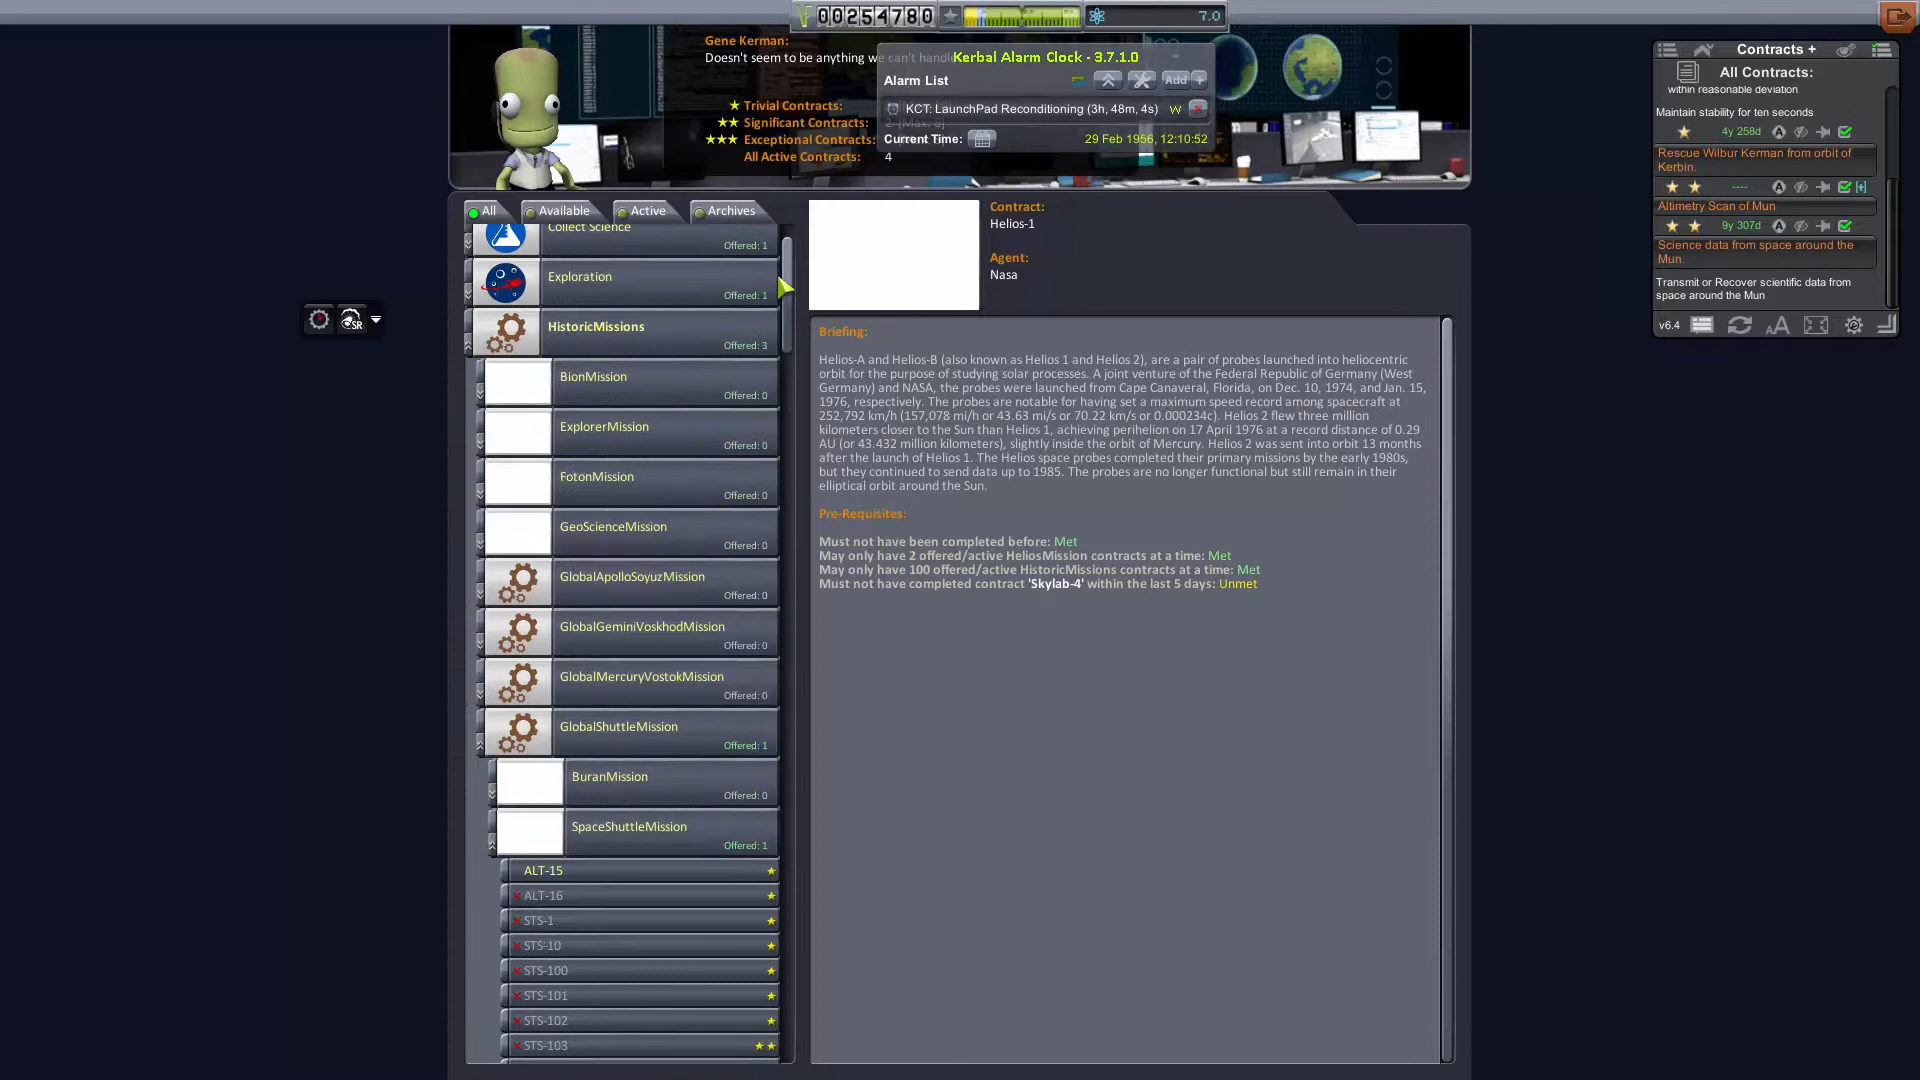 00254780
7.0
Gene Kerman:
Doesn't seem to be anything we can't handle
Trivial Contracts:
Significant Contracts:
2 [Max: 8]
Exceptional Contracts:
All Active Contracts:
4
Kerbal Alarm Clock - 3.7.1.0
Alarm List
Add
+
KCT: LaunchPad Reconditioning (3h, 48m, 4s)
W
Current Time:
29 Feb 1956, 12:10:52
All
Available
Active
Archives
Collect Science
Offered: 1
Exploration
Offered: 1
HistoricMissions
Offered: 3
BionMission
Offered: 0
ExplorerMission
Offered: 0
FotonMission
Offered: 0
GeoScienceMission
Offered: 0
GlobalApolloSoyuzMission
Offered: 0
GlobalGeminiVoskhodMission
Offered: 0
GlobalMercuryVostokMission
Offered: 0
GlobalShuttleMission
Offered: 1
BuranMission
Offered: 0
SpaceShuttleMission
Offered: 1
ALT-15
ALT-16
STS-1
STS-10
STS-100
STS-101
STS-102
STS-103
SR
Contract:
Helios-1
Agent:
Nasa
Briefing:
Helios-A and Helios-B (also known as Helios 1 and Helios 2), are a pair of probes launched into heliocentric
orbit for the purpose of studying solar processes. A joint venture of the Federal Republic of Germany (West
Germany) and NASA, the probes were launched from Cape Canaveral, Florida, on Dec. 10, 1974, and Jan. 15,
1976, respectively. The probes are notable for having set a maximum speed record among spacecraft at
252,792 km/h (157,078 mi/h or 43.63 mi/s or 70.22 km/s or 0.000234c). Helios 2 flew three million
kilometers closer to the Sun than Helios 1, achieving perihelion on 17 April 1976 at a record distance of 0.29
AU (or 43.432 million kilometers), slightly inside the orbit of Mercury. Helios 2 was sent into orbit 13 months
after the launch of Helios 1. The Helios space probes completed their primary missions by the early 1980s,
but they continued to send data up to 1985. The probes are no longer functional but still remain in their
elliptical orbit around the Sun.
Pre-Requisites:
Must not have been completed before: Met
May only have 2 offered/active HeliosMission contracts at a time: Met
May only have 100 offered/active HistoricMissions contracts at a time: Met
Must not have completed contract 'Skylab-4' within the last 5 days: Unmet
Contracts +
All Contracts:
within reasonable deviation
Maintain stability for ten seconds
4y 258d
Rescue Wilbur Kerman from orbit of
Kerbin.
----
[+]
Altimetry Scan of Mun
9y 307d
Science data from space around the
Mun.
Transmit or Recover scientific data from
space around the Mun
v6.4
AA